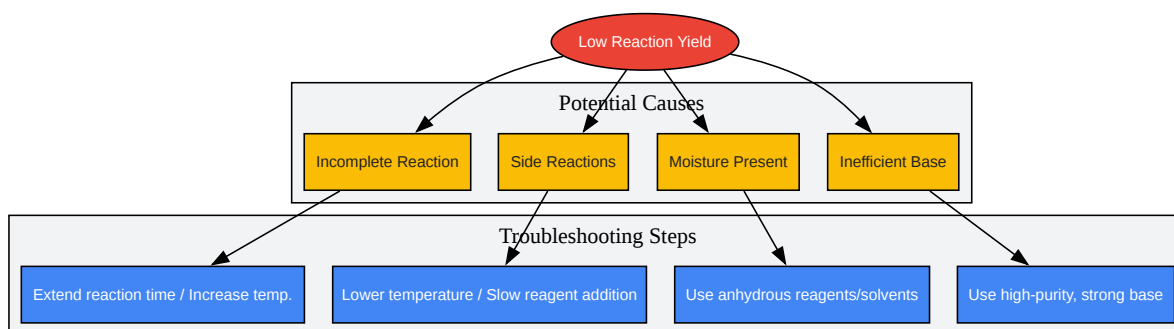 Low Reaction Yield
Potential Causes
Incomplete Reaction
Side Reactions
Moisture Present
Inefficient Base
Troubleshooting Steps
Extend reaction time / Increase temp.
Lower temperature / Slow reagent addition
Use anhydrous reagents/solvents
Use high-purity, strong base